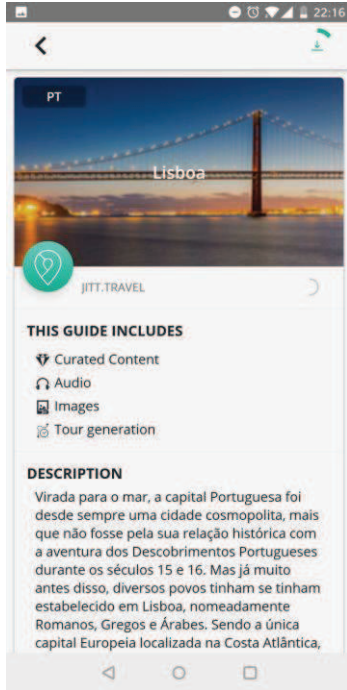 22:16
PT
Lisboa
JITT.TRAVEL
THIS GUIDE INCLUDES
Curated Content
Audio
Images
Tour generation
DESCRIPTION
Virada para o mar, a capital Portuguesa foi
desde sempre uma cidade cosmopolita, mais
que não fosse pela sua relação histórica com
a aventura dos Descobrimentos Portugueses
durante os séculos 15 e 16. Mas já muito
antes disso, diversos povos tinham se tinham
estabelecido em Lisboa, nomeadamente
Romanos, Gregos e Árabes. Sendo a única
capital Europeia localizada na Costa Atlântica,